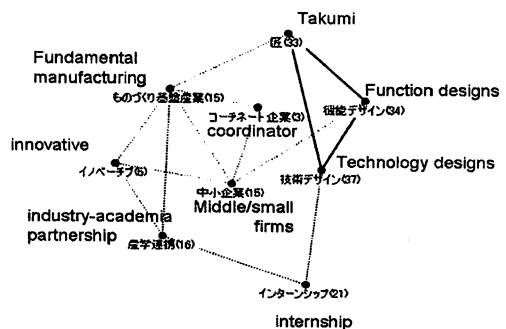 Takumi
匠(33)
Fundamental
manufacturing
ものづくり基盤産業(15)
Function designs
機能デザイン(34)
コーチネート企業(3)
coordinator
innovative
イノベーチブ(6)
Technology designs
技術デザイン(37)
中小企業(15)
Middle/small
firms
industry-academia
partnership
産学連携(16)
インターンシップ(21)
internship